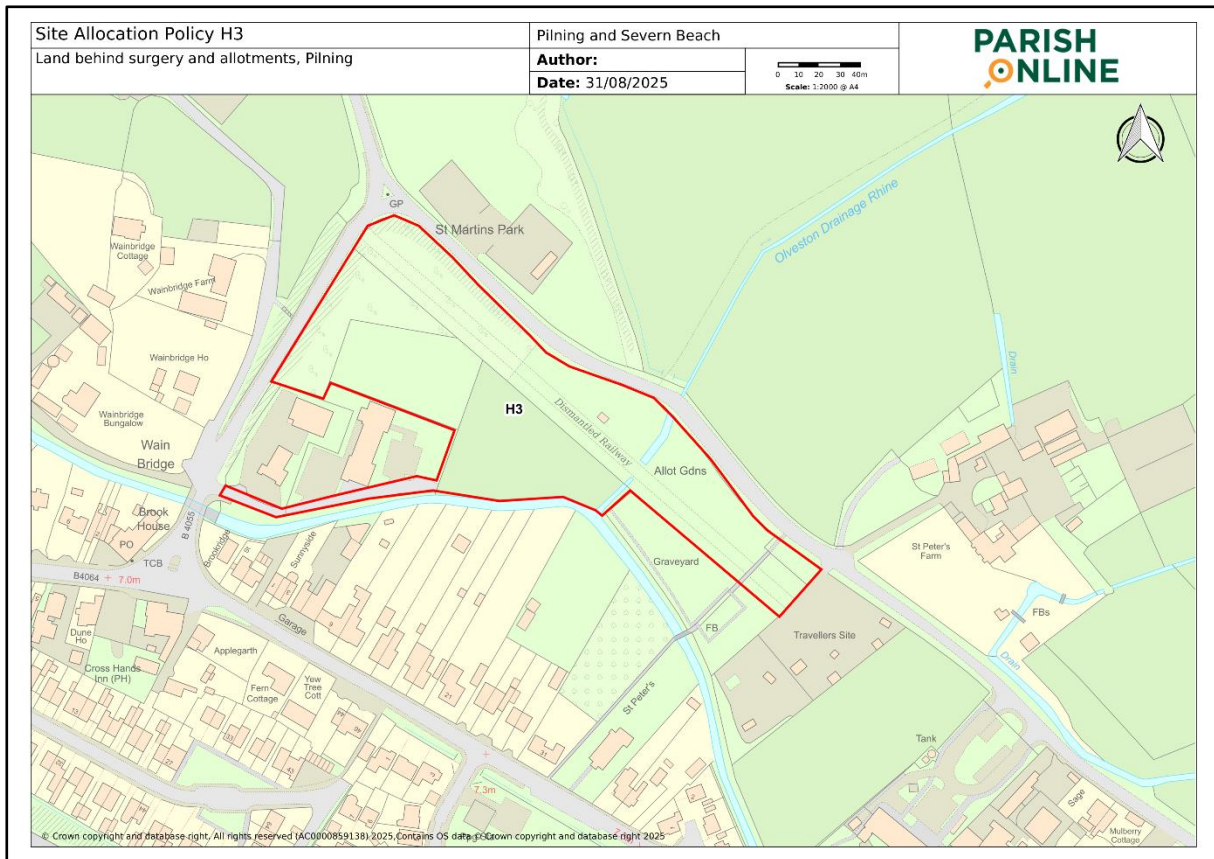 Site Allocation Policy H3
Land behind surgery and allotments, Pilning
Pilning and Severn Beach
Author:
Date: 31/08/2025
0 10 20 30 40m
Scale: 1:2000 @ A4
PARISH
ONLINE
GP
St Martins Park
Olveston Drainage Rhine
Wainbridge
Cottage
Wainbridge Farm
Wainbridge Ho
Drain
Wainbridge
Bungalow
H3
Dismantled Railway
Wain
Bridge
Allot Gdns
Brook
House
B 4055
PO
TCB
Brookridge
Sunnyside
B4064
7.0m
Graveyard
St Peter's
Farm
FBs
Garage
Dune
Ho
FB
Travellers Site
Drain
Applegarth
Cross Hands
Inn (PH)
Fern
Cottage
Yew
Tree
Cott
St Peter's
21
31
Tank
7.3m
Sage
Mulberry
Cottage
© Crown copyright and database right, All rights reserved (AC0000859138) 2025,Contains OS data © Crown copyright and database right 2025